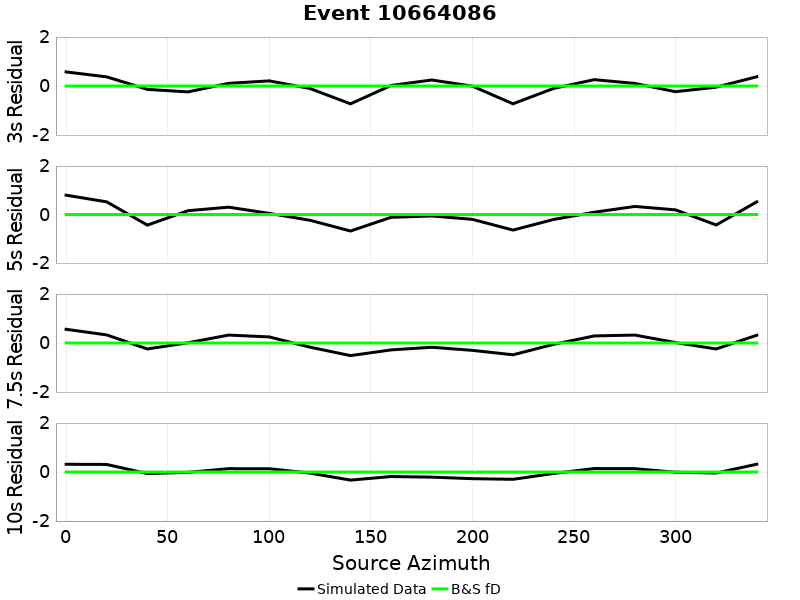 Event 10664086
3s Residual
2
0
-2
5s Residual
2
0
-2
7.5s Residual
2
0
-2
10s Residual
2
0
-2
0 50 100 150 200 250 300
Source Azimuth
Simulated Data B&S fD